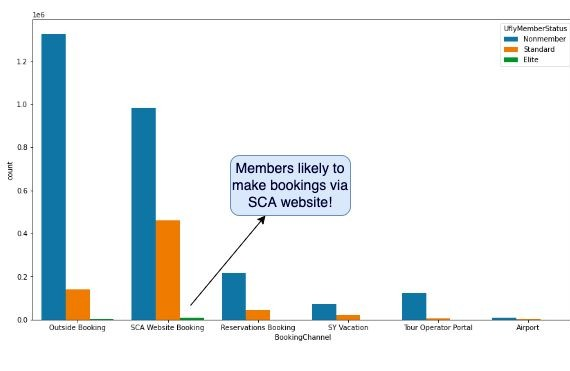 1e6
UflyMemberStatus
Nonmember
Standard
Elite
1.2
1.0
0.8
0.6
0.4
0.2
0.0
count
Members likely to
make bookings via
SCA website!
Outside Booking
SCA Website Booking
Reservations Booking
SY Vacation
Tour Operator Portal
Airport
BookingChannel